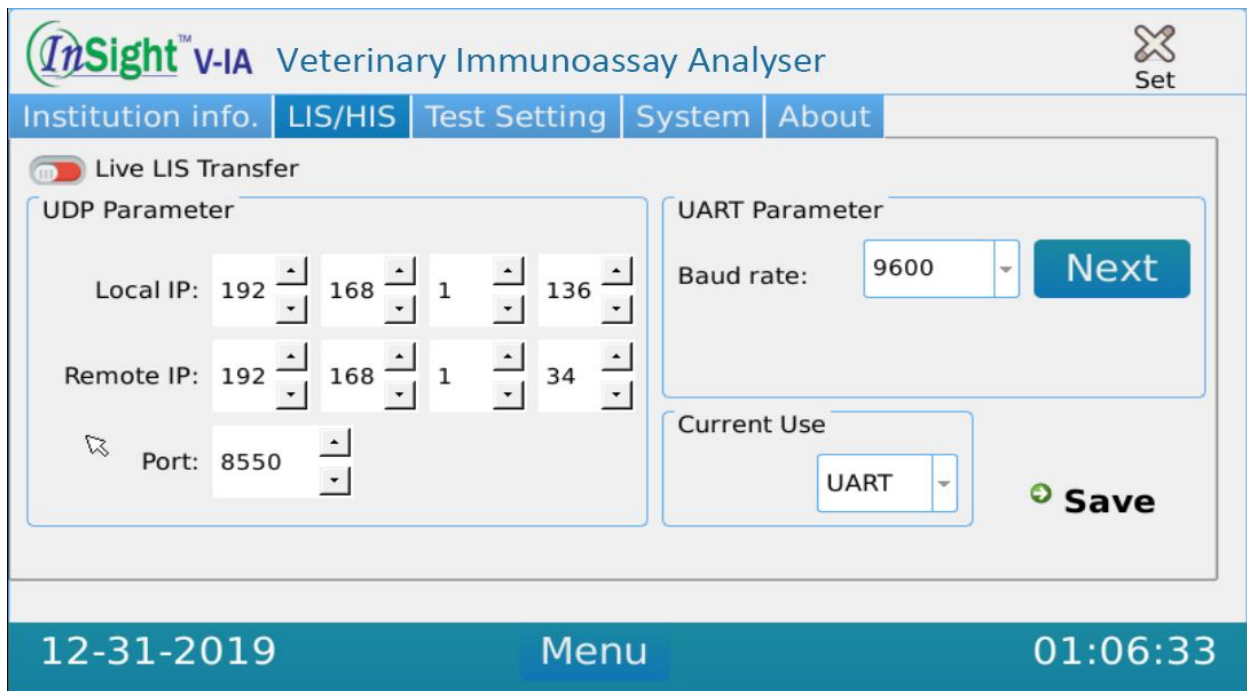 InSight™ V-IA Veterinary Immunoassay Analyser
Set
Institution info. LIS/HIS Test Setting System About
Live LIS Transfer
UDP Parameter
Local IP: 192 168 1 136
Remote IP: 192 168 1 34
Port: 8550
UART Parameter
Baud rate: 9600 Next
Current Use
UART
Save
12-31-2019 Menu 01:06:33